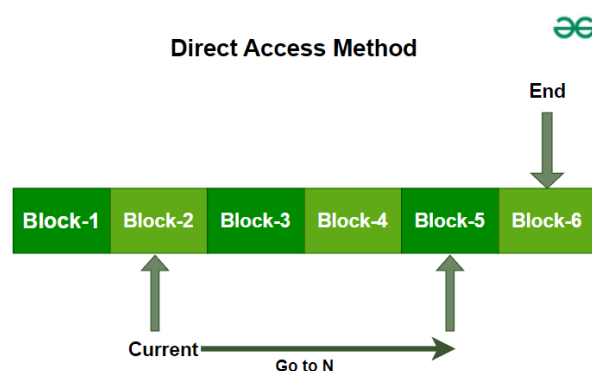 Direct Access Method
End
Block-1 Block-2 Block-3 Block-4 Block-5 Block-6
Current
Go to N